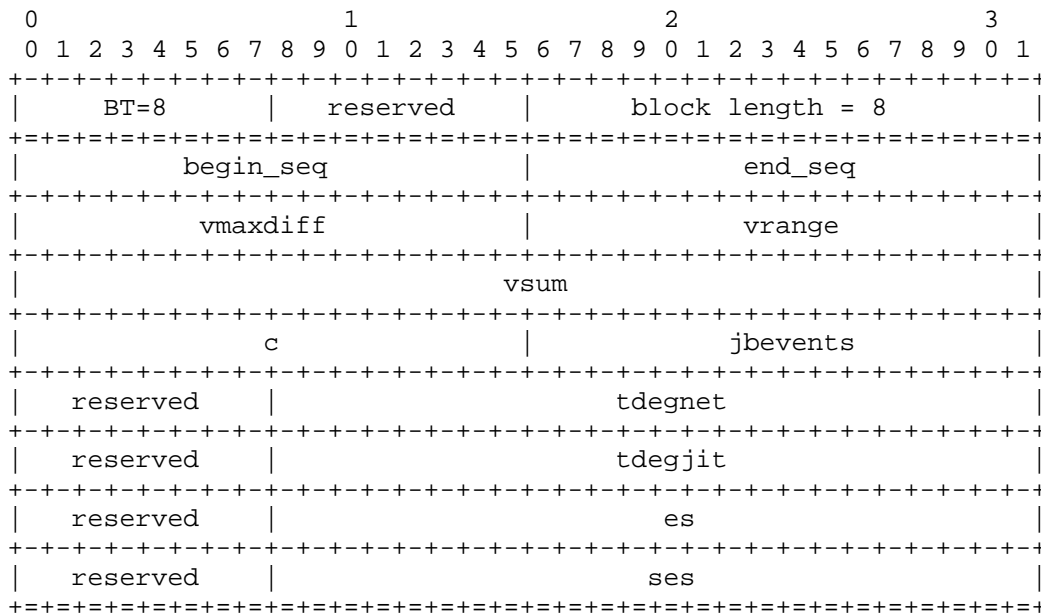 0                   1                   2                   3
 0 1 2 3 4 5 6 7 8 9 0 1 2 3 4 5 6 7 8 9 0 1 2 3 4 5 6 7 8 9 0 1
+-+-+-+-+-+-+-+-+-+-+-+-+-+-+-+-+-+-+-+-+-+-+-+-+-+-+-+-+-+-+-+-+
|     BT=8      |   reserved    |      block length = 8         |
+=+=+=+=+=+=+=+=+=+=+=+=+=+=+=+=+=+=+=+=+=+=+=+=+=+=+=+=+=+=+=+=+
|          begin_seq            |             end_seq           |
+-+-+-+-+-+-+-+-+-+-+-+-+-+-+-+-+-+-+-+-+-+-+-+-+-+-+-+-+-+-+-+-+
|           vmaxdiff            |             vrange            |
+-+-+-+-+-+-+-+-+-+-+-+-+-+-+-+-+-+-+-+-+-+-+-+-+-+-+-+-+-+-+-+-+
|                              vsum                             |
+-+-+-+-+-+-+-+-+-+-+-+-+-+-+-+-+-+-+-+-+-+-+-+-+-+-+-+-+-+-+-+-+
|               c               |            jbevents           |
+-+-+-+-+-+-+-+-+-+-+-+-+-+-+-+-+-+-+-+-+-+-+-+-+-+-+-+-+-+-+-+-+
|   reserved    |                     tdegnet                   |
+-+-+-+-+-+-+-+-+-+-+-+-+-+-+-+-+-+-+-+-+-+-+-+-+-+-+-+-+-+-+-+-+
|   reserved    |                     tdegjit                   |
+-+-+-+-+-+-+-+-+-+-+-+-+-+-+-+-+-+-+-+-+-+-+-+-+-+-+-+-+-+-+-+-+
|   reserved    |                        es                     |
+-+-+-+-+-+-+-+-+-+-+-+-+-+-+-+-+-+-+-+-+-+-+-+-+-+-+-+-+-+-+-+-+
|   reserved    |                       ses                     |
+=+=+=+=+=+=+=+=+=+=+=+=+=+=+=+=+=+=+=+=+=+=+=+=+=+=+=+=+=+=+=+=+